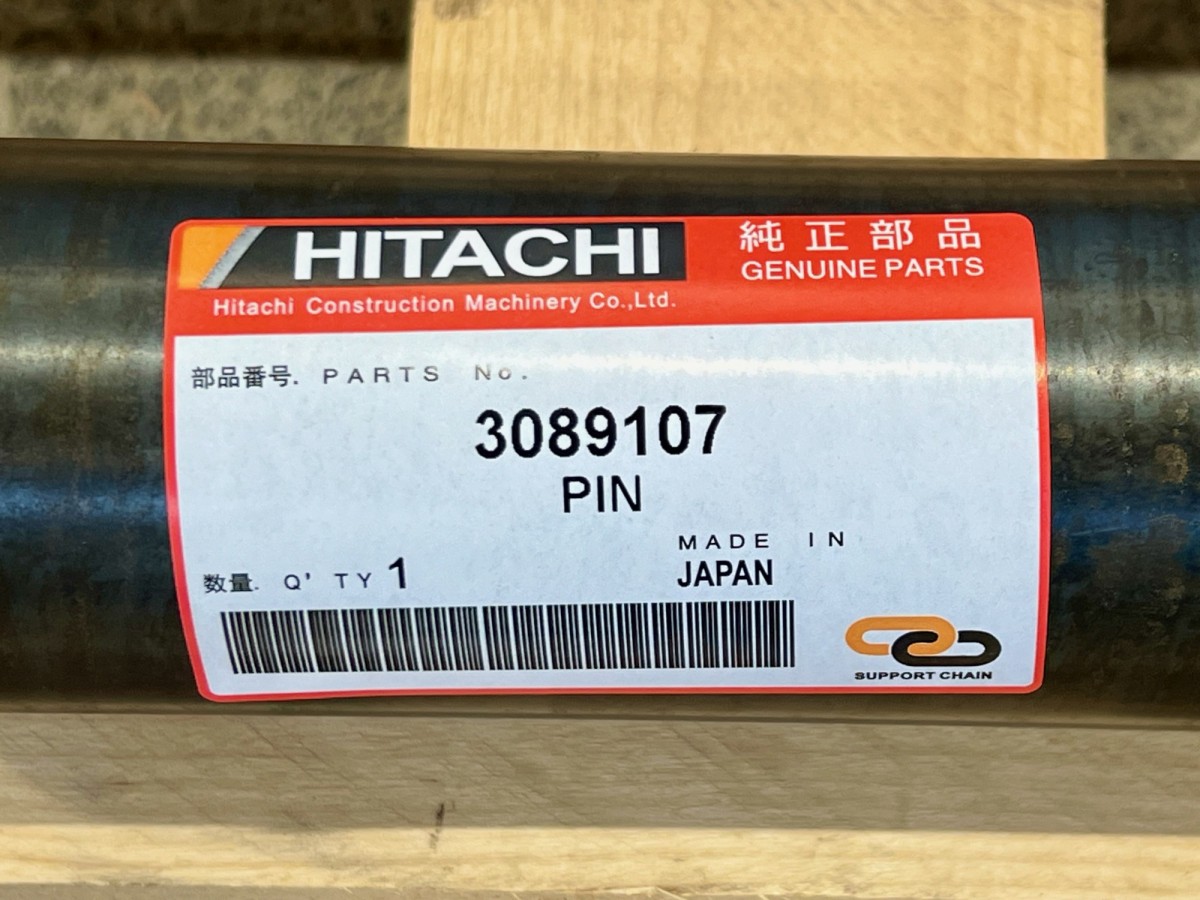 HITACHI
Hitachi Construction Machinery Co.,Ltd.
純正部品
GENUINE PARTS
部品番号. PARTS No.
3089107
PIN
MADE IN
JAPAN
数量. Q'TY 1
SUPPORT CHAIN